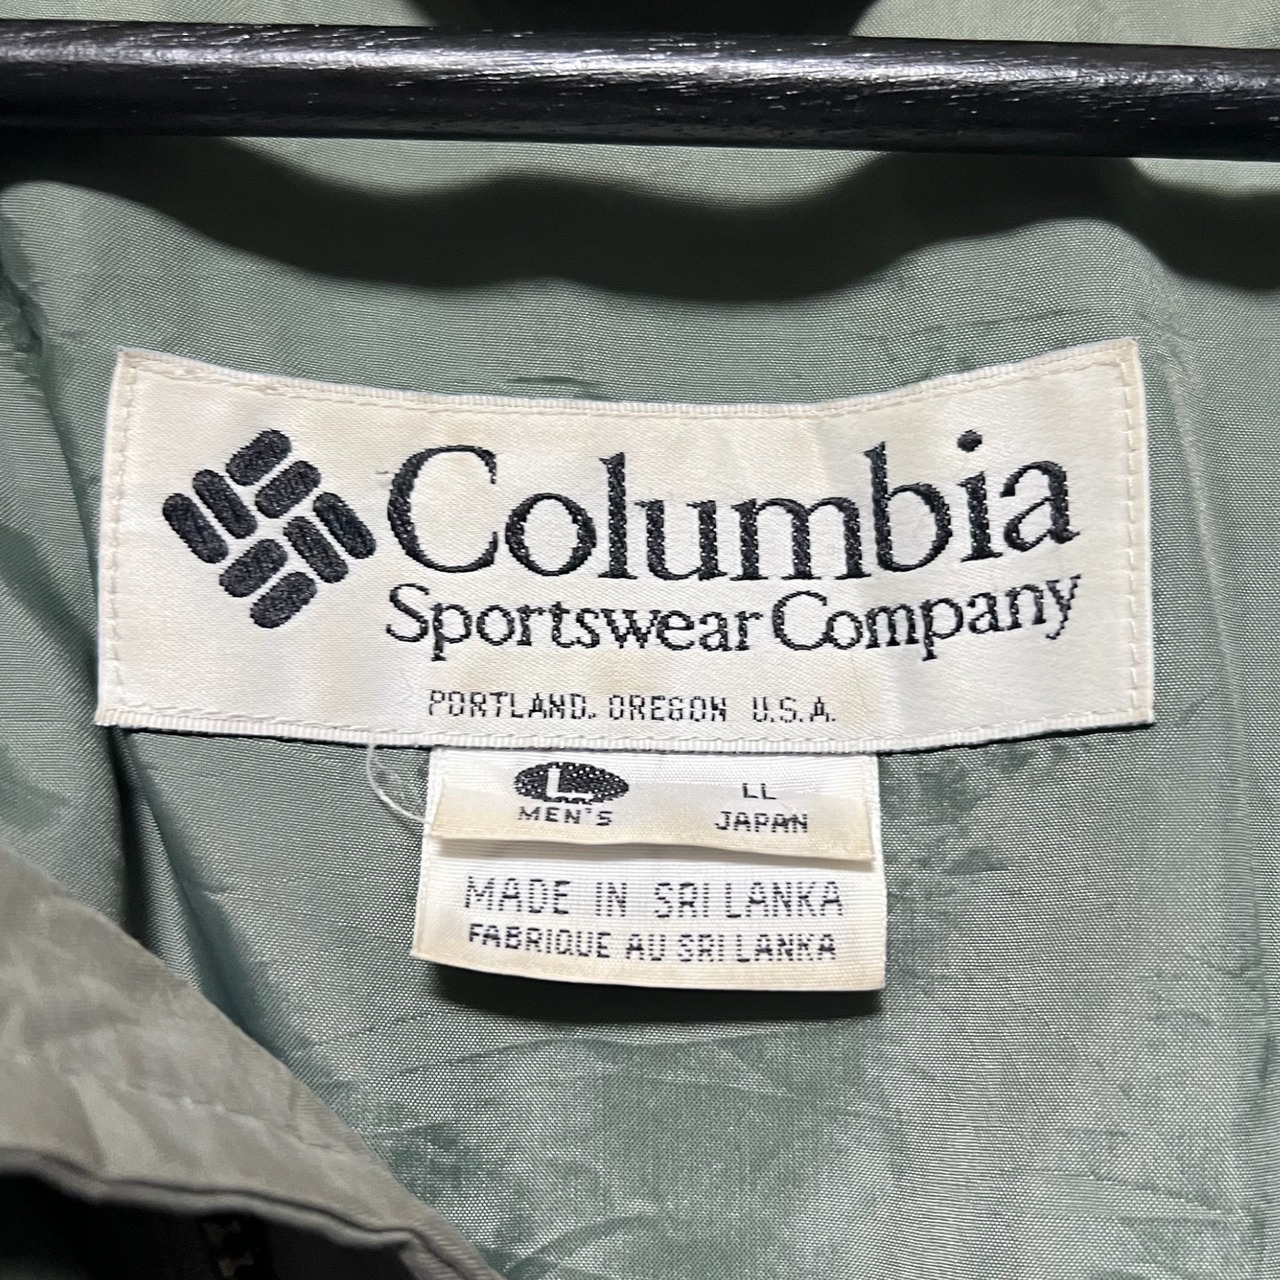 Columbia
Sportswear Company
PORTLAND, OREGON U.S.A.
L LL
MEN'S JAPAN
MADE IN SRI LANKA
FABRIQUE AU SRI LANKA